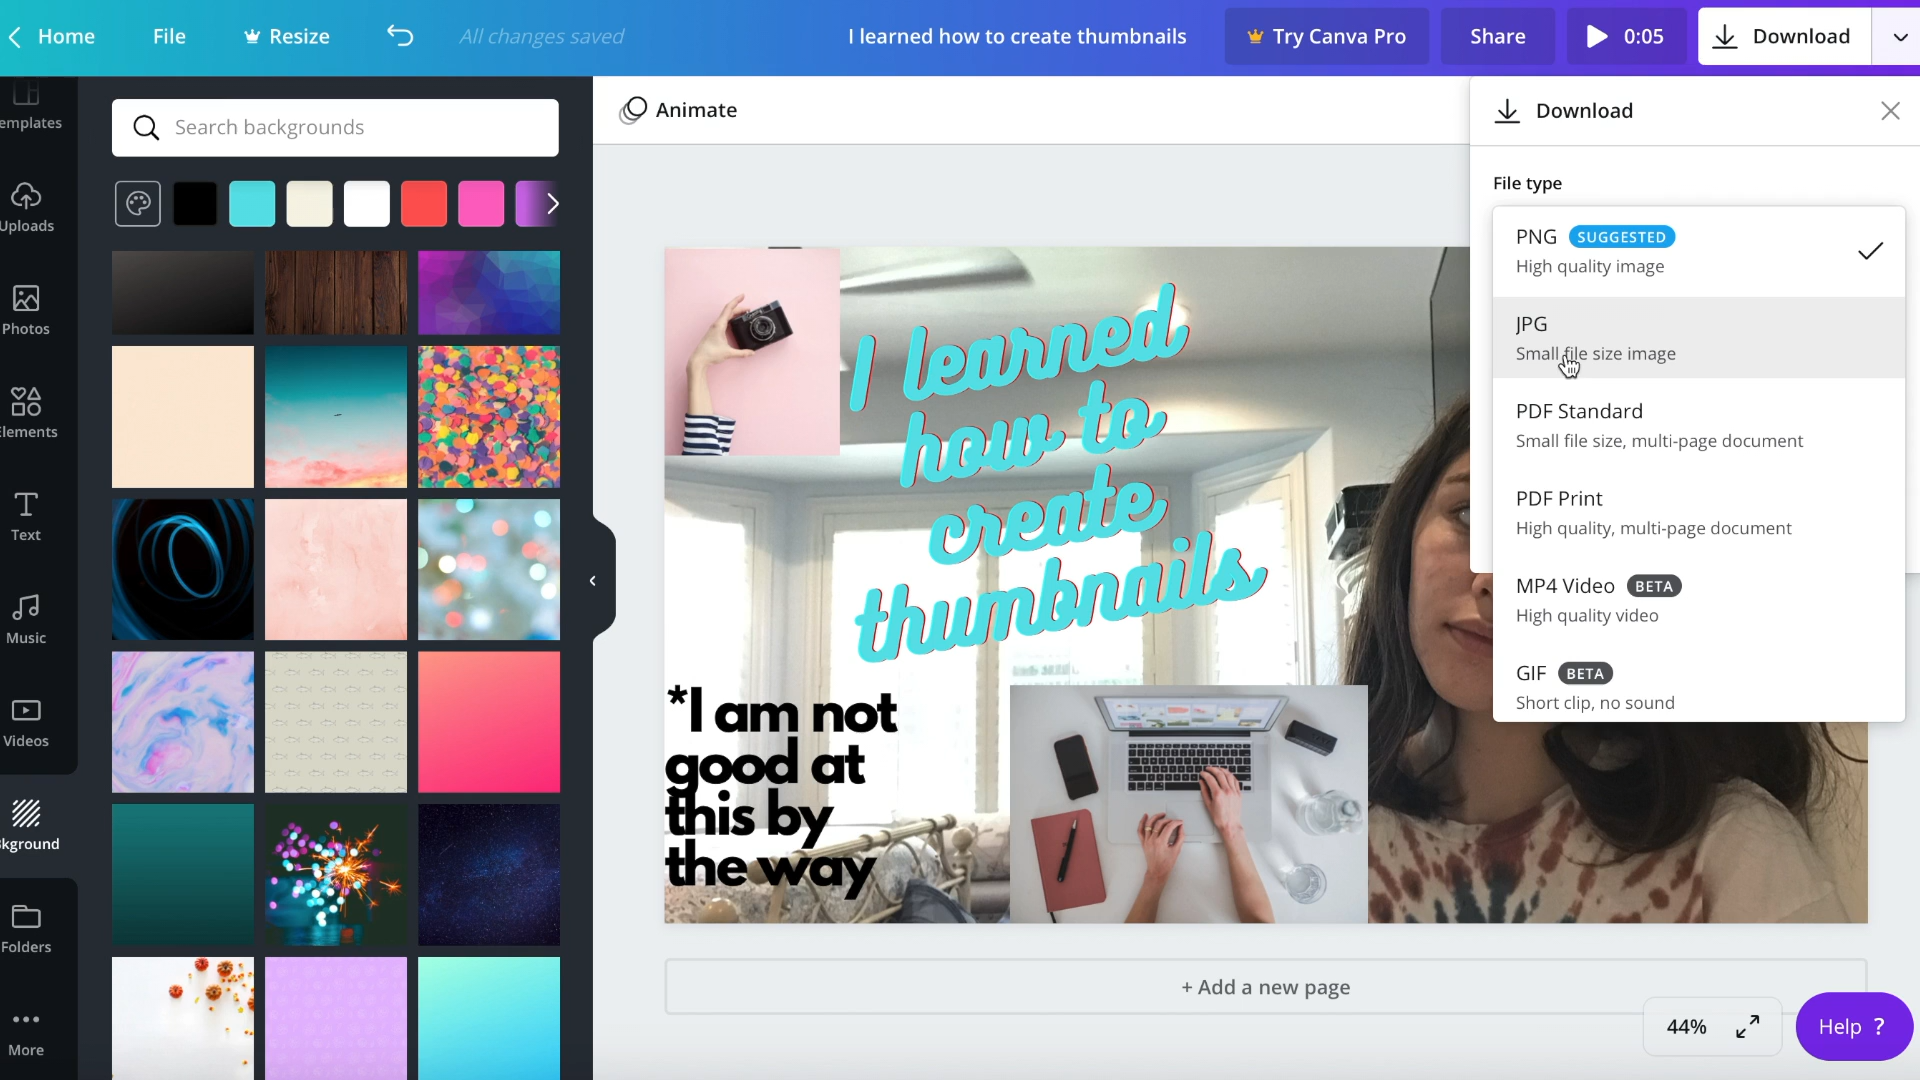 Home
File
Resize
All changes saved
I learned how to create thumbnails
Try Canva Pro
Share
0:05
Download
emplates
Uploads
Photos
Elements
Text
Music
Videos
kground
Folders
More
Search backgrounds
Animate
I learned
how to
create
thumbnails
*I am not
good at
this by
the way
+ Add a new page
44%
Help ?
Download
File type
PNG SUGGESTED
High quality image
JPG
Small file size image
PDF Standard
Small file size, multi-page document
PDF Print
High quality, multi-page document
MP4 Video BETA
High quality video
GIF BETA
Short clip, no sound